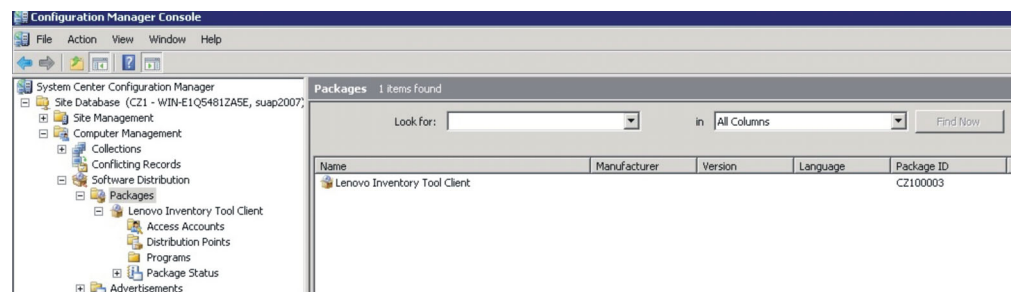 Configuration Manager Console
File Action View Window Help
System Center Configuration Manager
Site Database (CZ1 - WIN-E1Q5481ZA5E, suap2007)
Site Management
Computer Management
Collections
Conflicting Records
Software Distribution
Packages
Lenovo Inventory Tool Client
Access Accounts
Distribution Points
Programs
Package Status
Advertisements
Packages 1 items found
Look for: in All Columns Find Now
Name Manufacturer Version Language Package ID
Lenovo Inventory Tool Client CZ100003